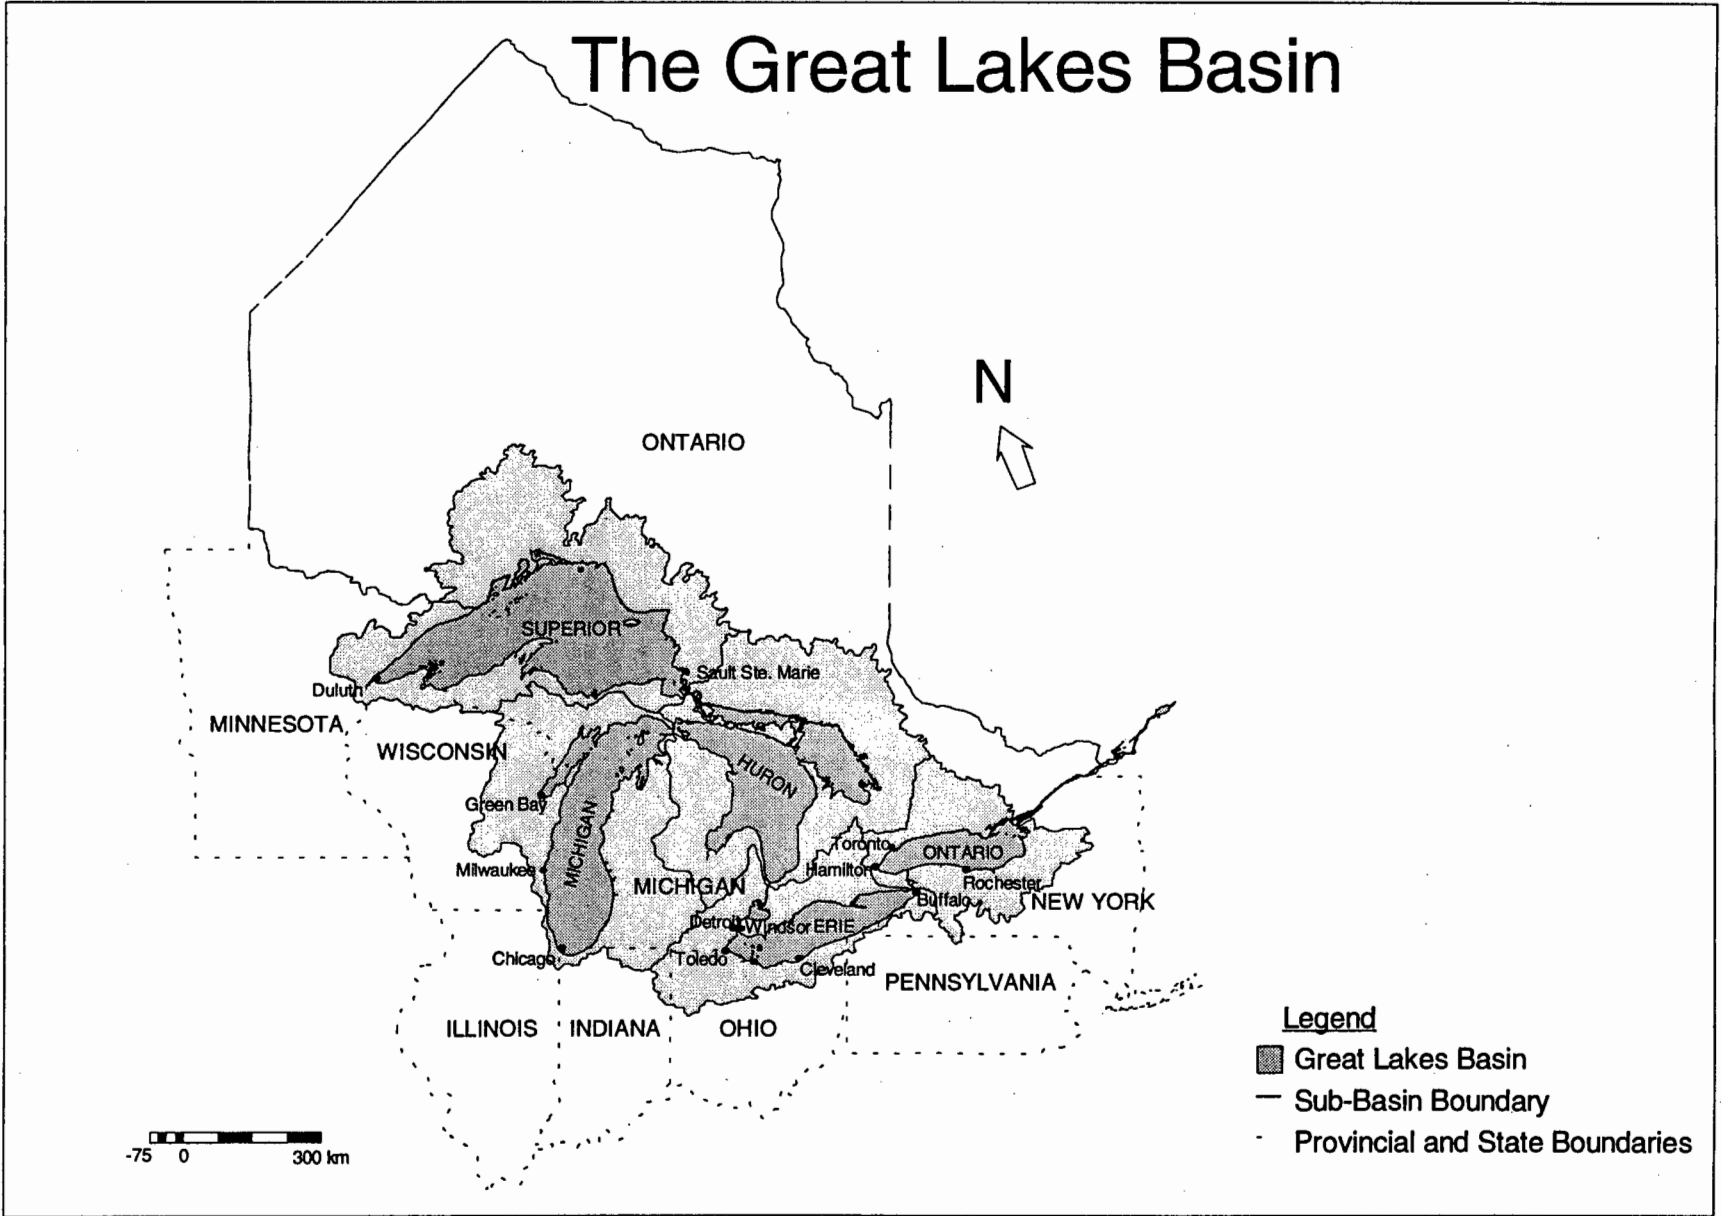 The Great Lakes Basin
N
ONTARIO
SUPERIOR
Sault Ste. Marie
Duluth
MINNESOTA
WISCONSIN
HURON
Green Bay
MICHIGAN
Toronto
ONTARIO
Milwaukee
Hamilton
MICHIGAN
Rochester
Buffalo
NEW YORK
Detroit
Windsor
ERIE
Chicago
Toledo
Cleveland
PENNSYLVANIA
ILLINOIS
INDIANA
OHIO
Legend
Great Lakes Basin
Sub-Basin Boundary
Provincial and State Boundaries
-75 0 300 km